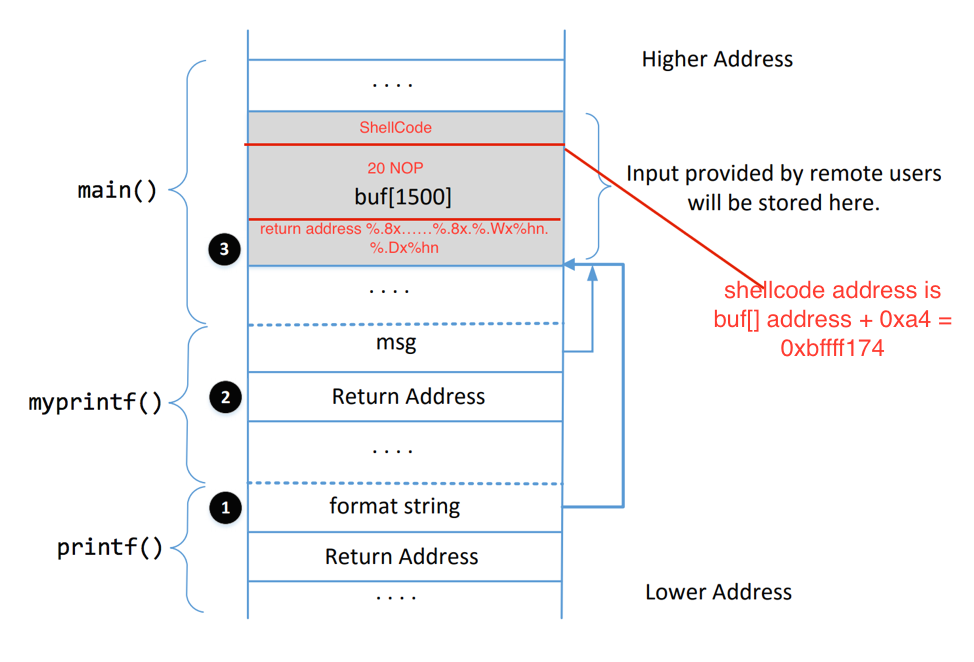 Higher Address
. . . .
ShellCode
20 NOP
main()
buf[1500]
Input provided by remote users
will be stored here.
return address %.8x......%.8x.%.Wx%hn.
%.Dx%hn
3
. . . .
shellcode address is
buf[] address + 0xa4 =
0xbffff174
msg
myprintf()
2
Return Address
. . . .
1
format string
printf()
Return Address
. . . .
Lower Address